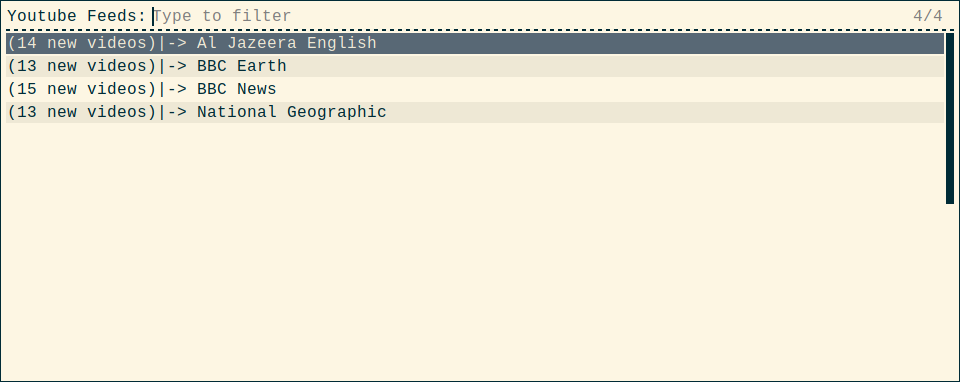 Youtube Feeds: Type to filter 4/4
(14 new videos)|-> Al Jazeera English
(13 new videos)|-> BBC Earth
(15 new videos)|-> BBC News
(13 new videos)|-> National Geographic